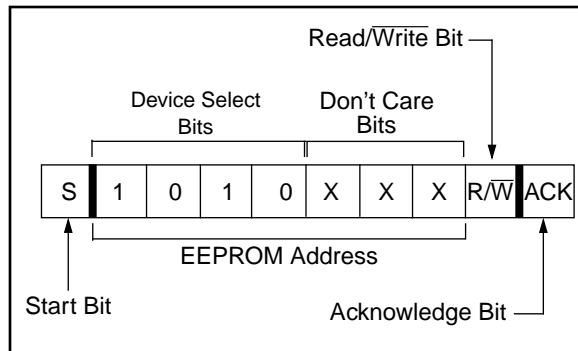 Read/Write Bit
Device Select
Bits
Don't Care
Bits
S 1 0 1 0 X X X R/W ACK
EEPROM Address
Start Bit
Acknowledge Bit